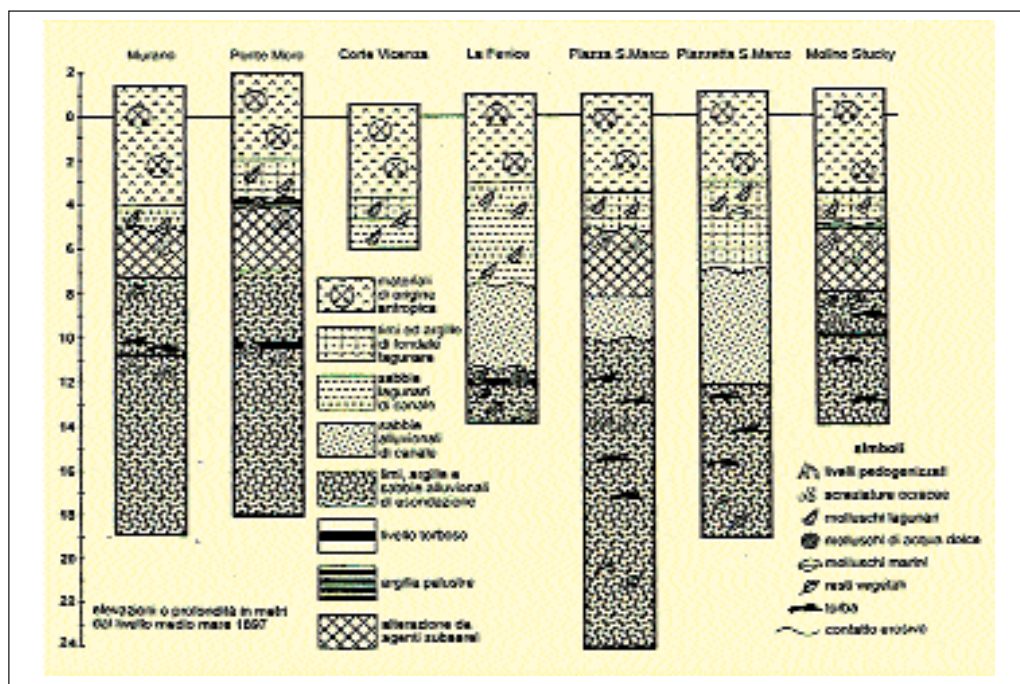 Murano Ponte Moro Corte Vicenza La Fenice Piazza S.Marco Piazzetta S.Marco Molino Stucky
2
0
2
4
6
8
10
12
14
16
18
20
22
24
materiali
di origine
antropica
limi ed argille
di fondale
lagunare
sabbie
lagunari
di canale
sabbie
alluvionali
di canale
limi, argille e
sabbie alluvionali
di esondazione
livello torboso
argilla palustre
alterazione da
agenti subaerei
elevazioni o profondità in metri
dal livello medio mare 1897
simboli
livelli pedogenizzati
screziature ocracee
molluschi lagunari
molluschi di acqua dolce
molluschi marini
resti vegetali
torba
contatto erosivo